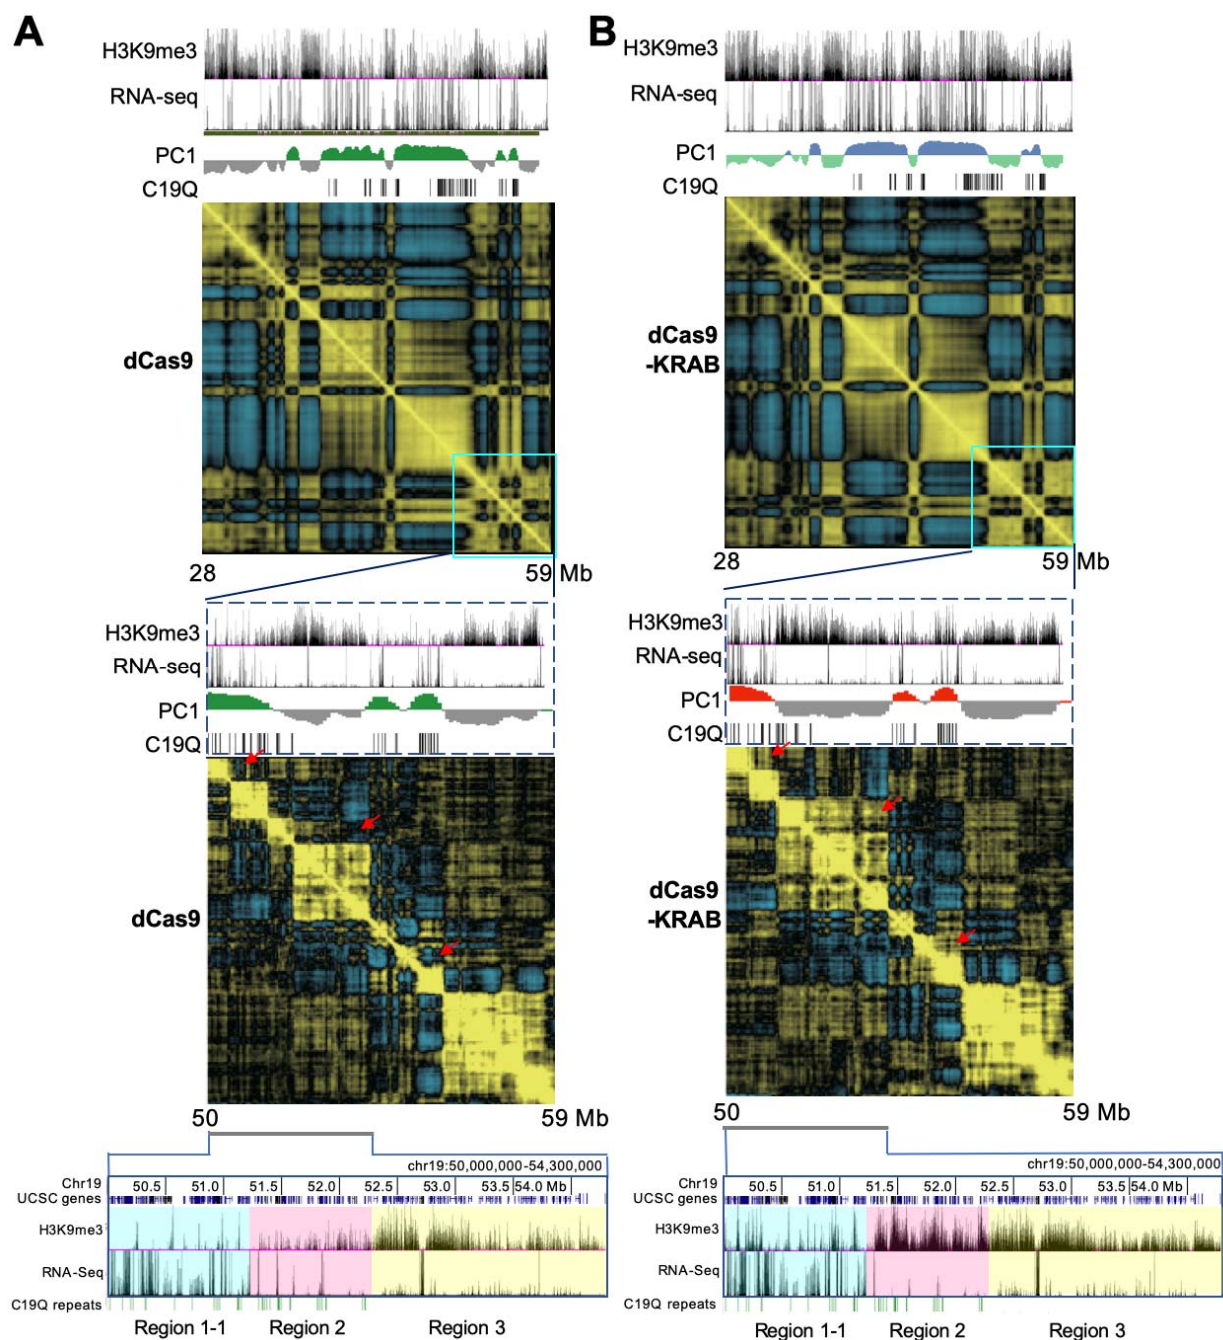 A
H3K9me3
RNA-seq
PC1
C19Q
dCas9
28
59 Mb
H3K9me3
RNA-seq
PC1
C19Q
dCas9
50
59 Mb
chr19:50,000,000-54,300,000
Chr19
50.5
51.0
51.5
52.0
52.5
53.0
53.5
54.0 Mb
UCSC genes
H3K9me3
RNA-Seq
C19Q repeats
Region 1-1
Region 2
Region 3
B
H3K9me3
RNA-seq
PC1
C19Q
dCas9
-KRAB
28
59 Mb
H3K9me3
RNA-seq
PC1
C19Q
dCas9
-KRAB
50
59 Mb
chr19:50,000,000-54,300,000
Chr19
50.5
51.0
51.5
52.0
52.5
53.0
53.5
54.0 Mb
UCSC genes
H3K9me3
RNA-Seq
C19Q repeats
Region 1-1
Region 2
Region 3